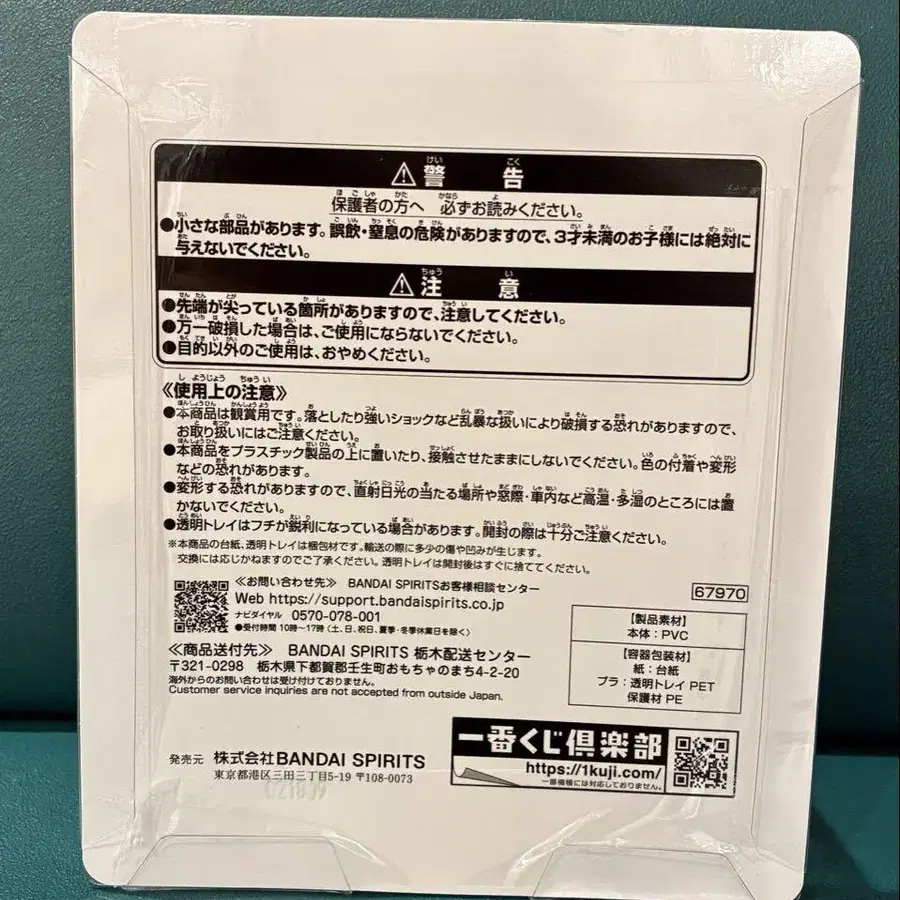 ⚠警告
保護者の方へ 必ずお読みください。
●小さな部品があります。誤飲・窒息の危険がありますので、3才未満のお子様には絶対に
与えないでください。
⚠注意
●先端が尖っている箇所がありますので、注意してください。
●万一破損した場合は、ご使用にならないでください。
●目的以外のご使用は、おやめください。
《使用上の注意》
●本商品は観賞用です。落としたり強いショックなど乱暴な扱いにより破損する恐れがありますので、
お取り扱いにはご注意ください。
●本商品をプラスチック製品の上に置いたり、接触させたままにしないでください。色の付着や変形
などの恐れがあります。
●変形する恐れがありますので、直射日光の当たる場所や窓際・車内など高温・多湿のところには置
かないでください。
●透明トレイはフチが鋭利になっている場合があります。開封の際は十分ご注意ください。
※本商品の台紙、透明トレイは梱包材です。輸送の際に多少の傷や凹みが生じます。
交換には応じかねますのでご了承ください。透明トレイは開封後はすぐに捨ててください。
≪お問い合わせ先≫ BANDAI SPIRITSお客様相談センター
Web https://support.bandaispirits.co.jp
ナビダイヤル 0570-078-001
●受付時間 10時〜17時(土、日、祝日、夏季・冬季休業日を除く)
≪商品送付先≫ BANDAI SPIRITS 栃木配送センター
〒321-0298 栃木県下都賀郡壬生町おもちゃのまち4-2-20
海外からのお問い合わせは受け付けておりません。
Customer service inquiries are not accepted from outside Japan.
67970
【製品素材】
本体:PVC
【容器包装材】
紙:台紙
プラ:透明トレイ PET
保護材 PE
発売元 株式会社BANDAI SPIRITS
東京都港区三田三丁目5-19 〒108-0073
一番くじ倶楽部
https://1kuji.com/
一部機種には対応しておりません。